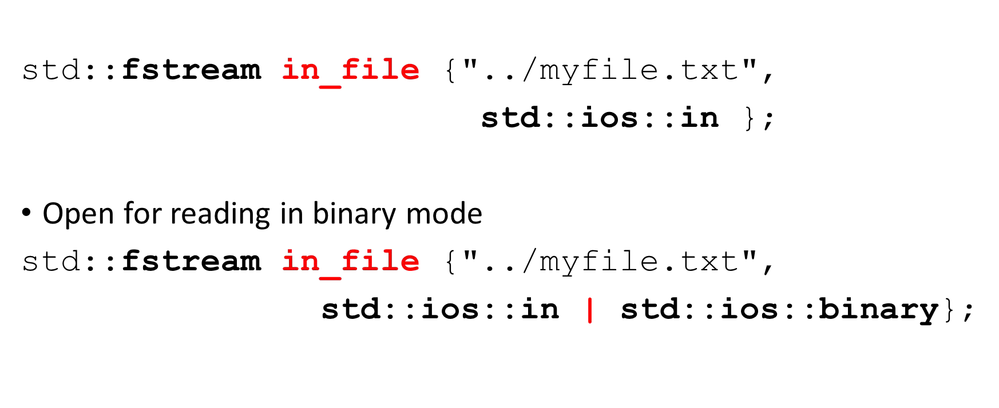 std::fstream in_file {"../myfile.txt",
std::ios::in };
• Open for reading in binary mode
std::fstream in_file {"../myfile.txt",
std::ios::in | std::ios::binary};